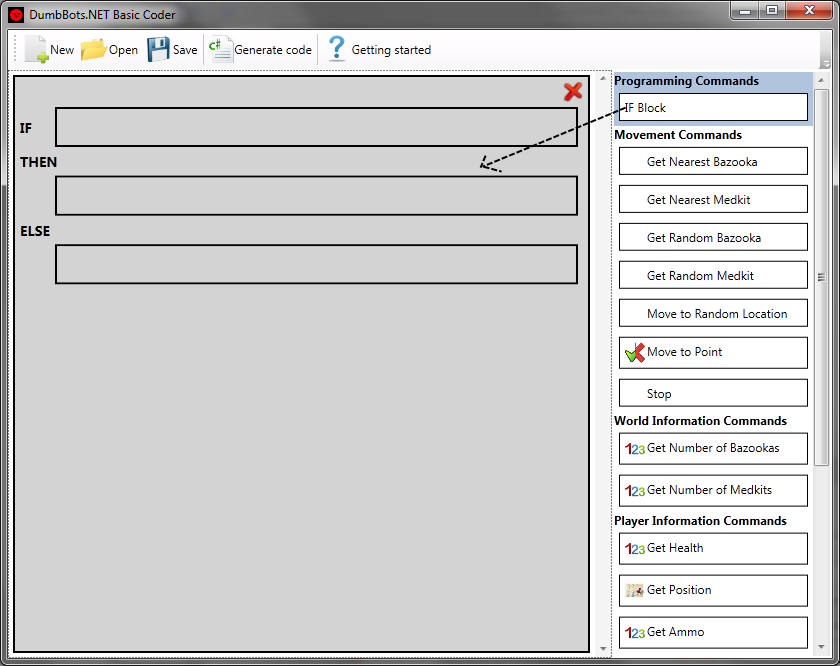 DumbBots.NET Basic Coder
New Open Save C# Generate code ? Getting started
IF
THEN
ELSE
Programming Commands
IF Block
Movement Commands
Get Nearest Bazooka
Get Nearest Medkit
Get Random Bazooka
Get Random Medkit
Move to Random Location
Move to Point
Stop
World Information Commands
123 Get Number of Bazookas
123 Get Number of Medkits
Player Information Commands
123 Get Health
Get Position
123 Get Ammo